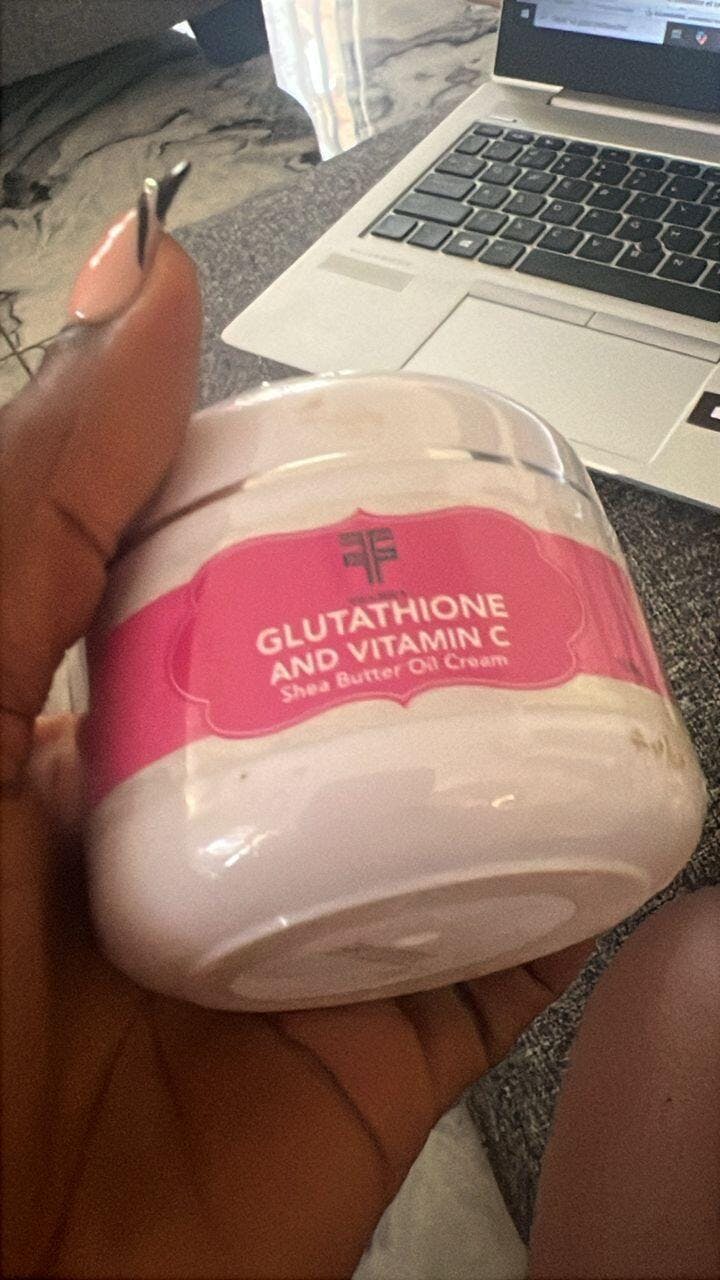 GLUTATHIONE
AND VITAMIN C
Shea Butter Oil Cream